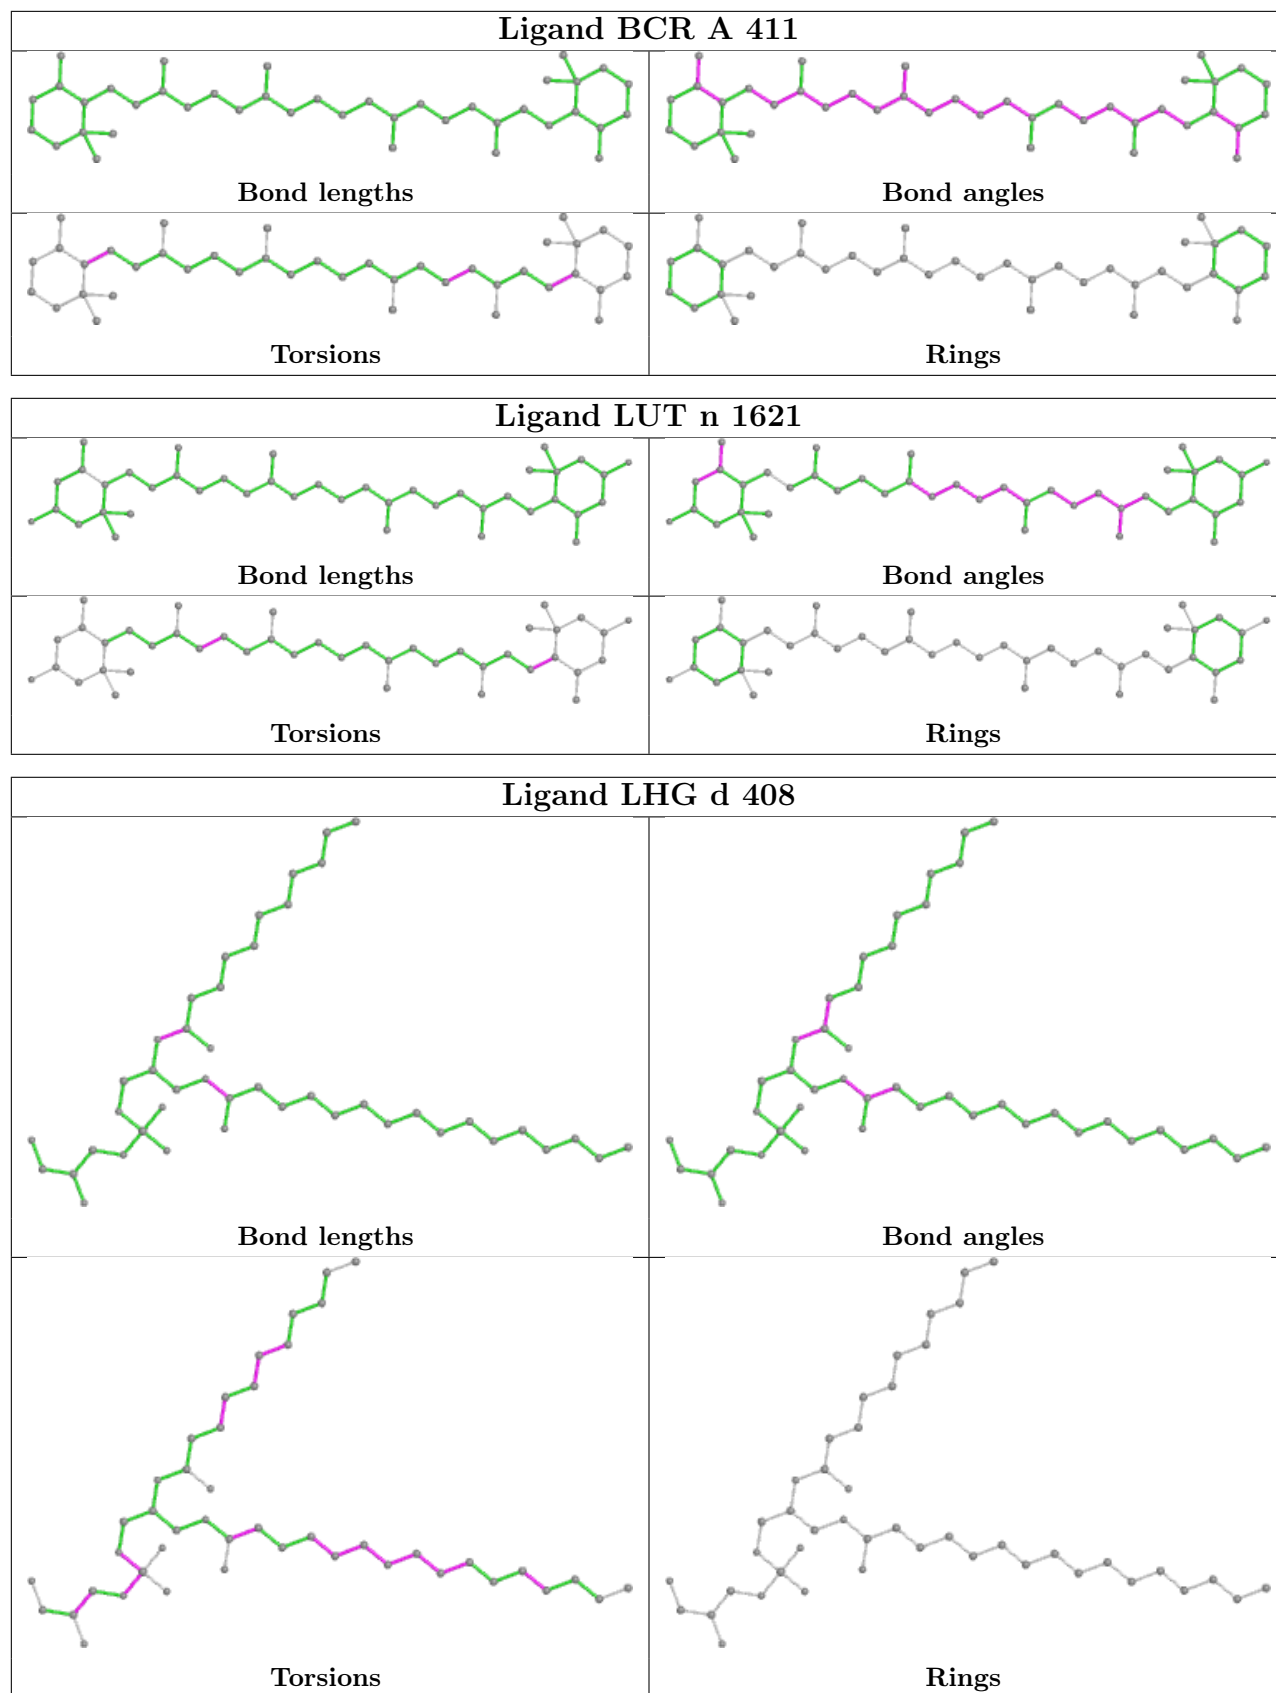 Ligand BCR A 411
Bond lengths
Bond angles
Torsions
Rings
Ligand LUT n 1621
Bond lengths
Bond angles
Torsions
Rings
Ligand LHG d 408
Bond lengths
Bond angles
Torsions
Rings